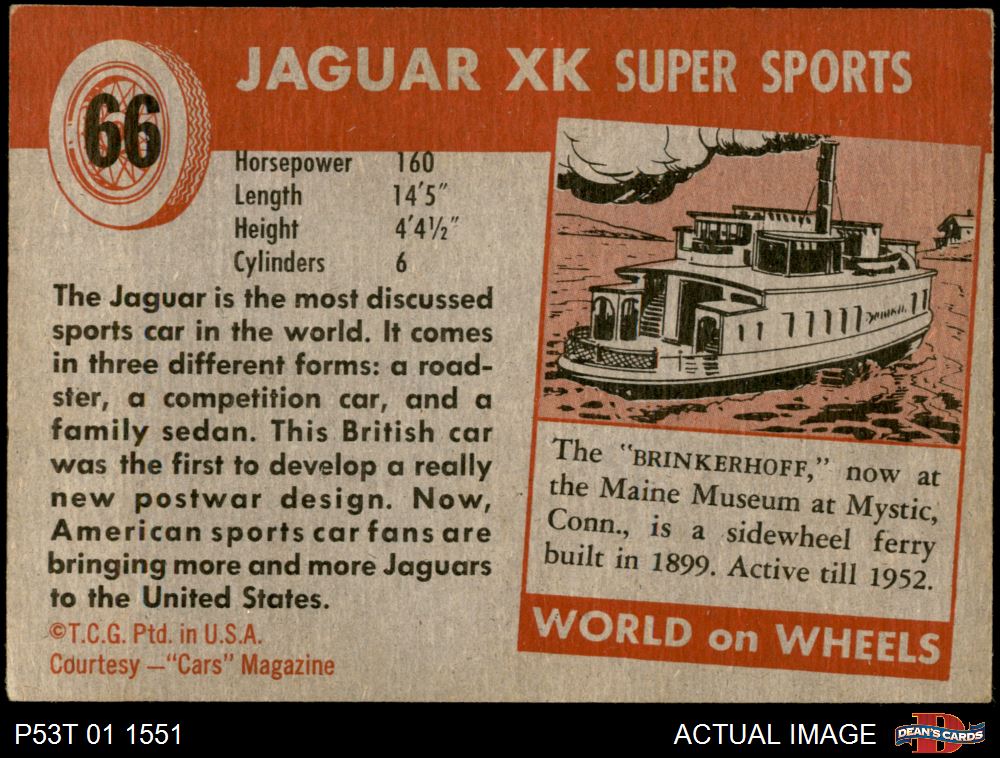 66
JAGUAR XK SUPER SPORTS
Horsepower 160
Length 14'5"
Height 4'4½"
Cylinders 6
The Jaguar is the most discussed
sports car in the world. It comes
in three different forms: a road-
ster, a competition car, and a
family sedan. This British car
was the first to develop a really
new postwar design. Now,
American sports car fans are
bringing more and more Jaguars
to the United States.
©T.C.G. Ptd. in U.S.A.
Courtesy —"Cars" Magazine
The "BRINKERHOFF," now at
the Maine Museum at Mystic,
Conn., is a sidewheel ferry
built in 1899. Active till 1952.
WORLD on WHEELS
P53T 01 1551
ACTUAL IMAGE
D
DEAN'S CARDS